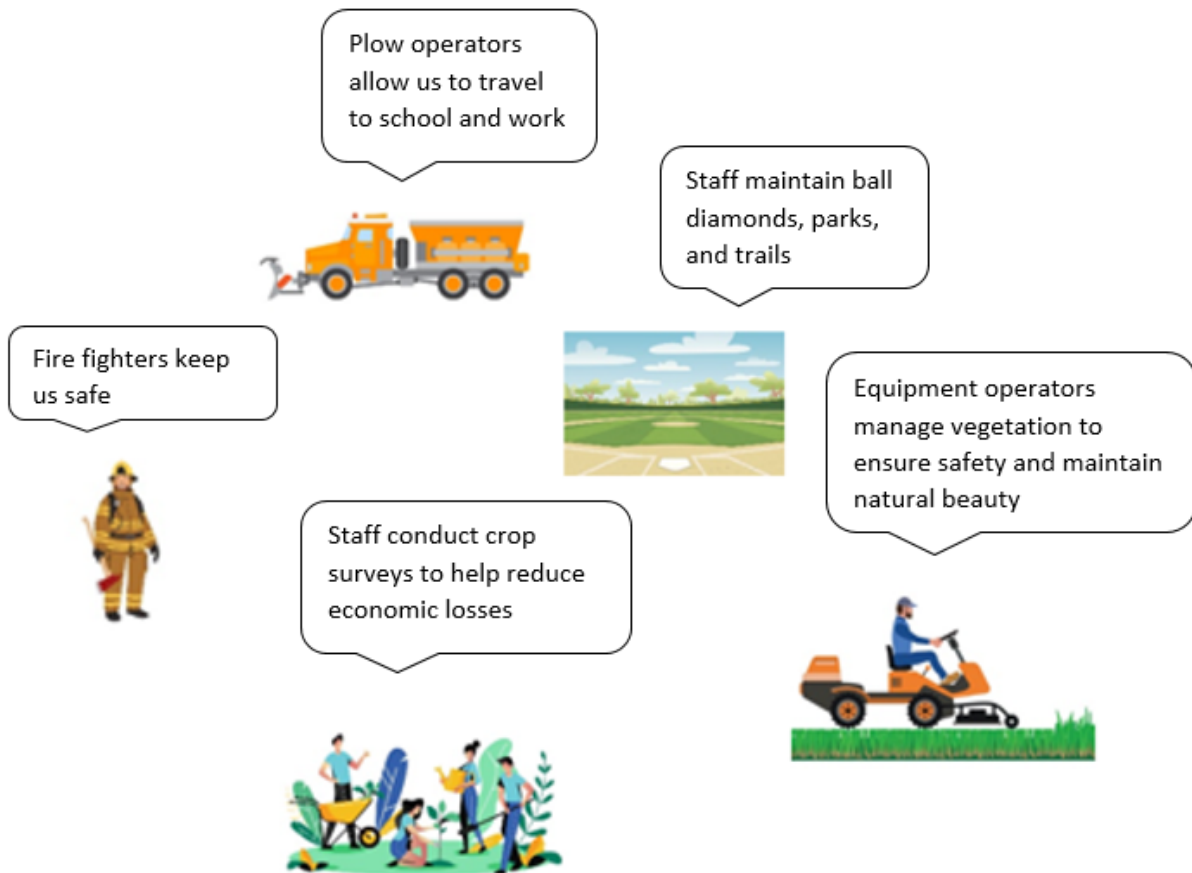 Plow operators
allow us to travel
to school and work
Staff maintain ball
diamonds, parks,
and trails
Fire fighters keep
us safe
Equipment operators
manage vegetation to
ensure safety and maintain
natural beauty
Staff conduct crop
surveys to help reduce
economic losses